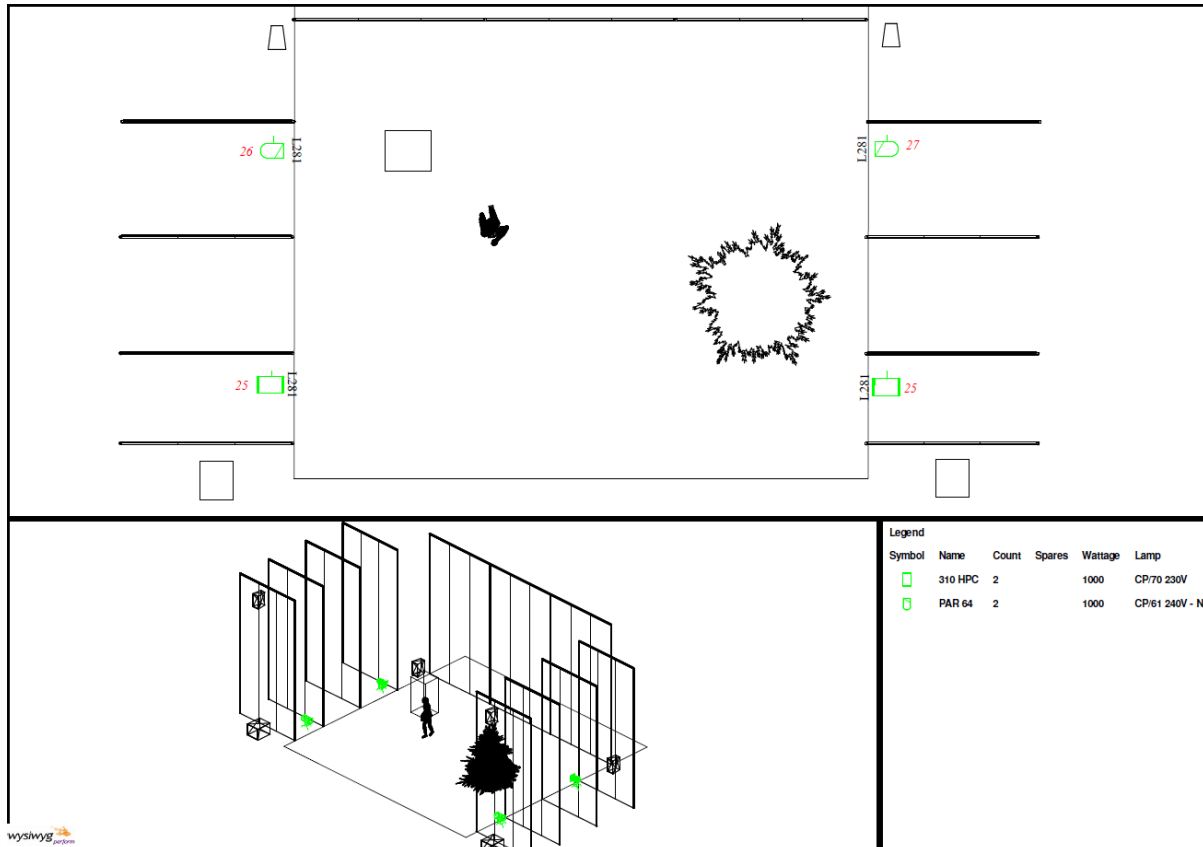 26
L281
L281
27
25
L281
L281
25
Legend
Symbol Name Count Spares Wattage Lamp
310 HPC 2 1000 CP/70 230V
PAR 64 2 1000 CP/61 240V - N
wysiwyg
perform